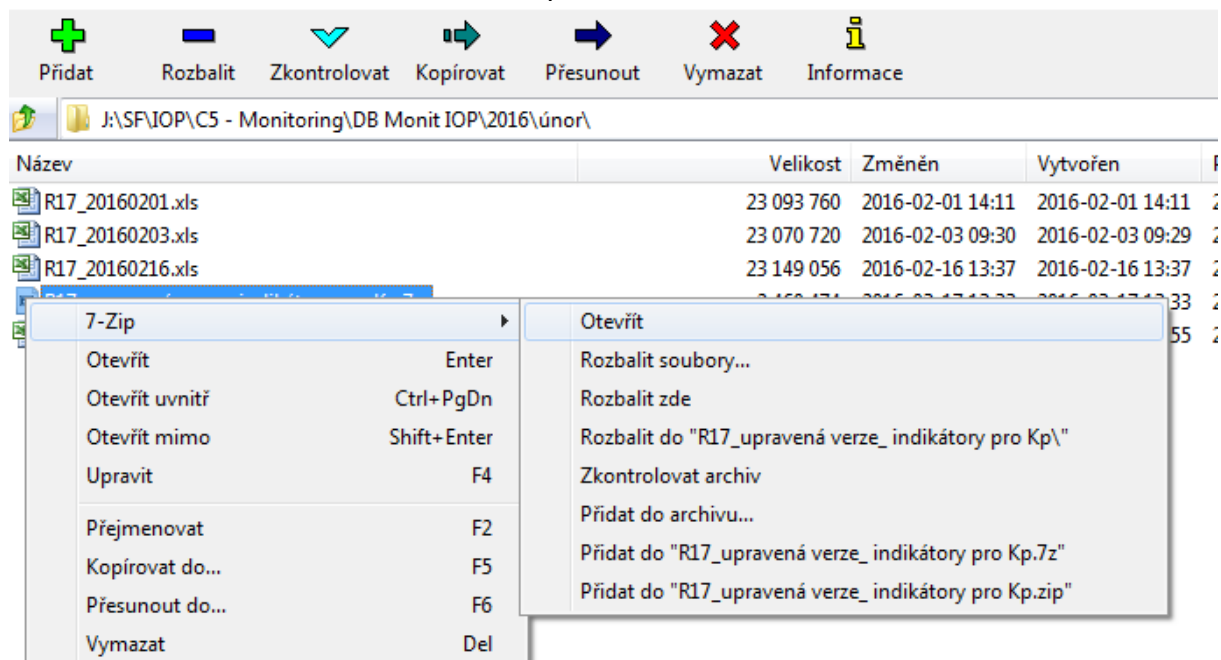 Přidat Rozbalit Zkontrolovat Kopírovat Přesunout Vymazat Informace
J:\SF\IOP\C5 - Monitoring\DB Monit IOP\2016\únor\
Název Velikost Změněn Vytvořen
R17_20160201.xls 23 093 760 2016-02-01 14:11 2016-02-01 14:11
R17_20160203.xls 23 070 720 2016-02-03 09:30 2016-02-03 09:29
R17_20160216.xls 23 149 056 2016-02-16 13:37 2016-02-16 13:37
33
55
7-Zip
Otevřít Enter
Otevřít uvnitř Ctrl+PgDn
Otevřít mimo Shift+Enter
Upravit F4
Přejmenovat F2
Kopírovat do... F5
Přesunout do... F6
Vymazat Del
Otevřít
Rozbalit soubory...
Rozbalit zde
Rozbalit do "R17_upravená verze_ indikátory pro Kp\"
Zkontrolovat archiv
Přidat do archivu...
Přidat do "R17_upravená verze_ indikátory pro Kp.7z"
Přidat do "R17_upravená verze_ indikátory pro Kp.zip"